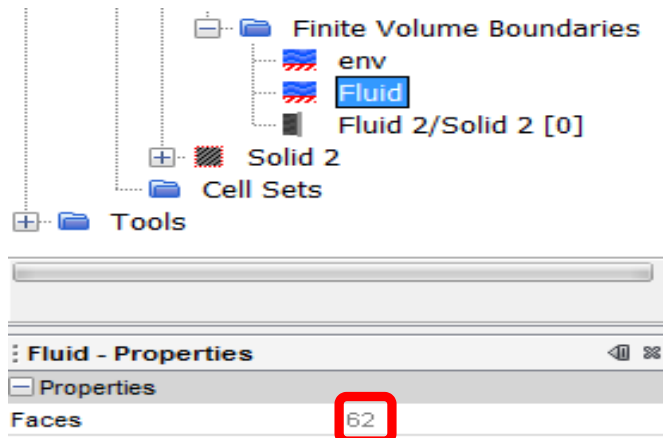 Finite Volume Boundaries
env
Fluid
Fluid 2/Solid 2 [0]
Solid 2
Cell Sets
Tools
Fluid - Properties
Properties
Faces 62